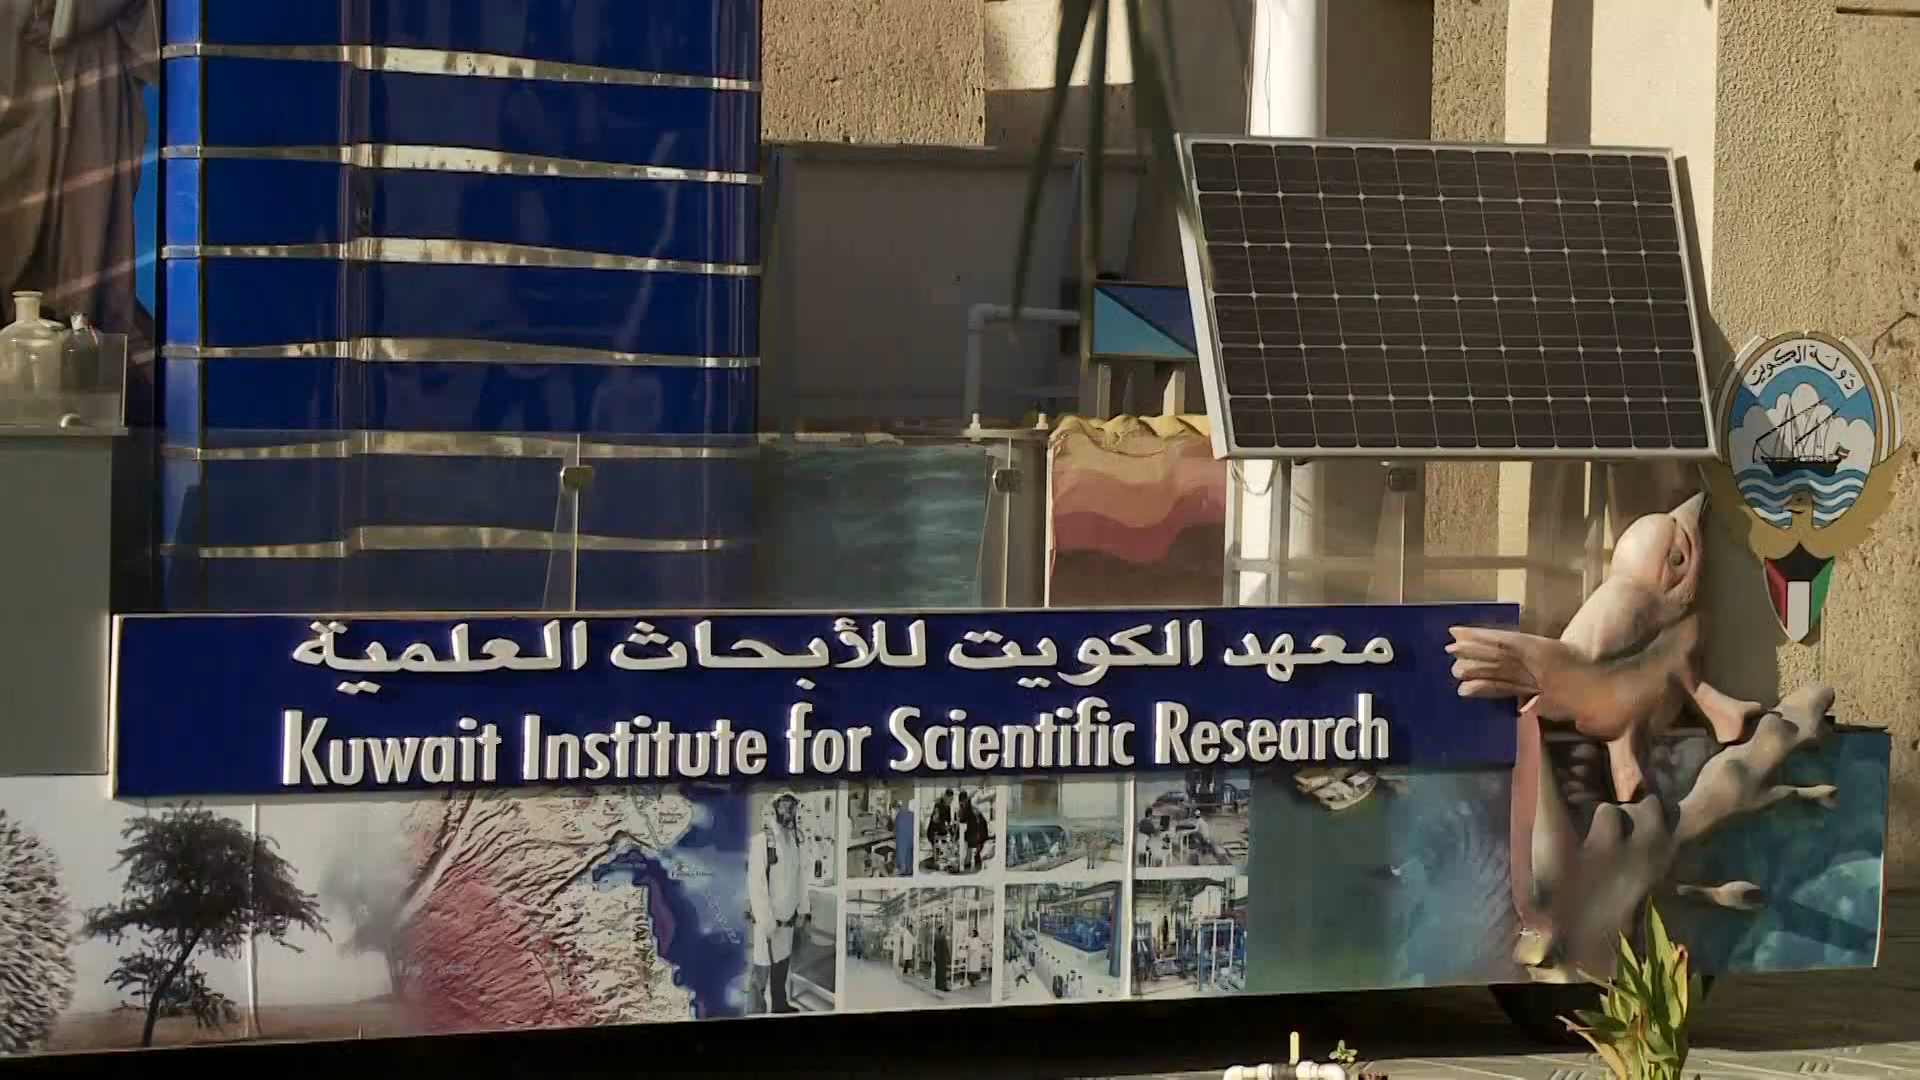 دولة الكويت
معهد الكويت للأبحاث العلمية
Kuwait Institute for Scientific Research